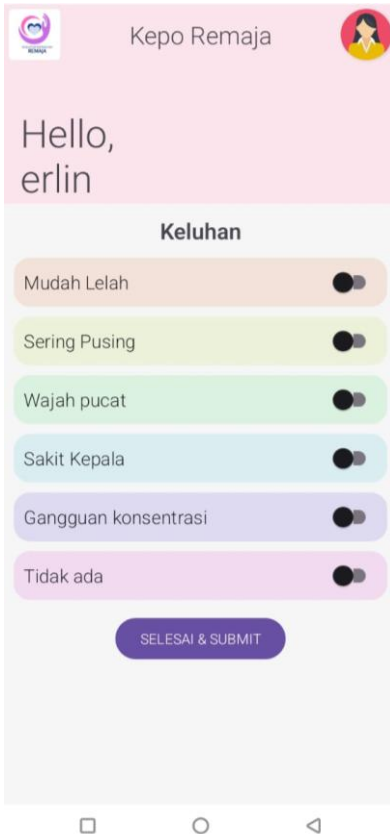 REMAJA
Kepo Remaja
Hello,
erlin
Keluhan
Mudah Lelah
Sering Pusing
Wajah pucat
Sakit Kepala
Gangguan konsentrasi
Tidak ada
SELESAI & SUBMIT